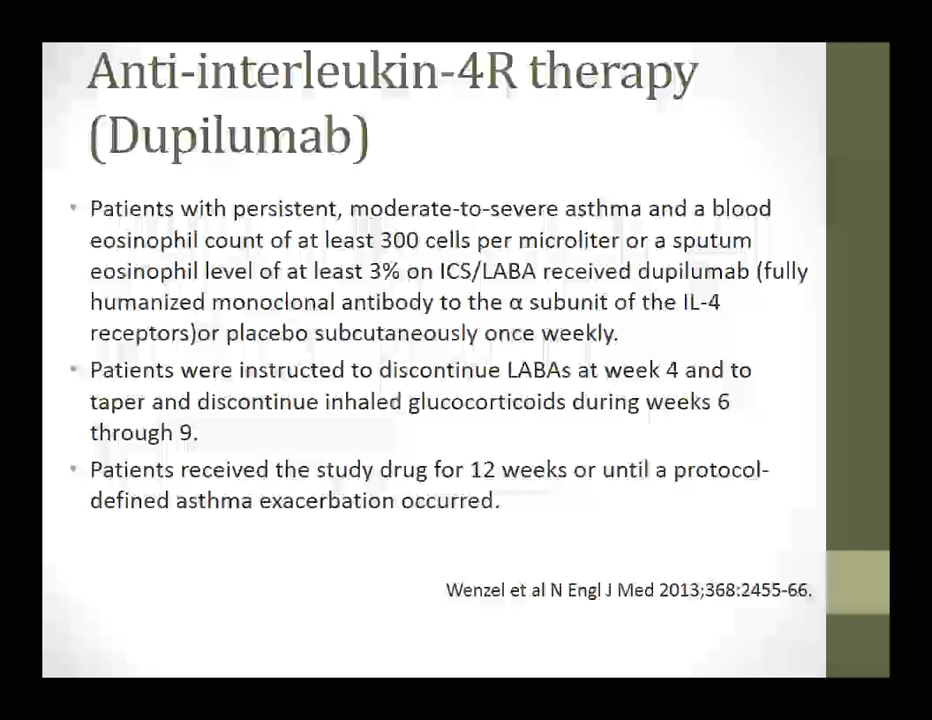 Anti-interleukin-4R therapy
(Dupilumab)
• Patients with persistent, moderate-to-severe asthma and a blood
eosinophil count of at least 300 cells per microliter or a sputum
eosinophil level of at least 3% on ICS/LABA received dupilumab (fully
humanized monoclonal antibody to the α subunit of the IL-4
receptors)or placebo subcutaneously once weekly.
• Patients were instructed to discontinue LABAs at week 4 and to
taper and discontinue inhaled glucocorticoids during weeks 6
through 9.
• Patients received the study drug for 12 weeks or until a protocol-
defined asthma exacerbation occurred.
Wenzel et al N Engl J Med 2013;368:2455-66.